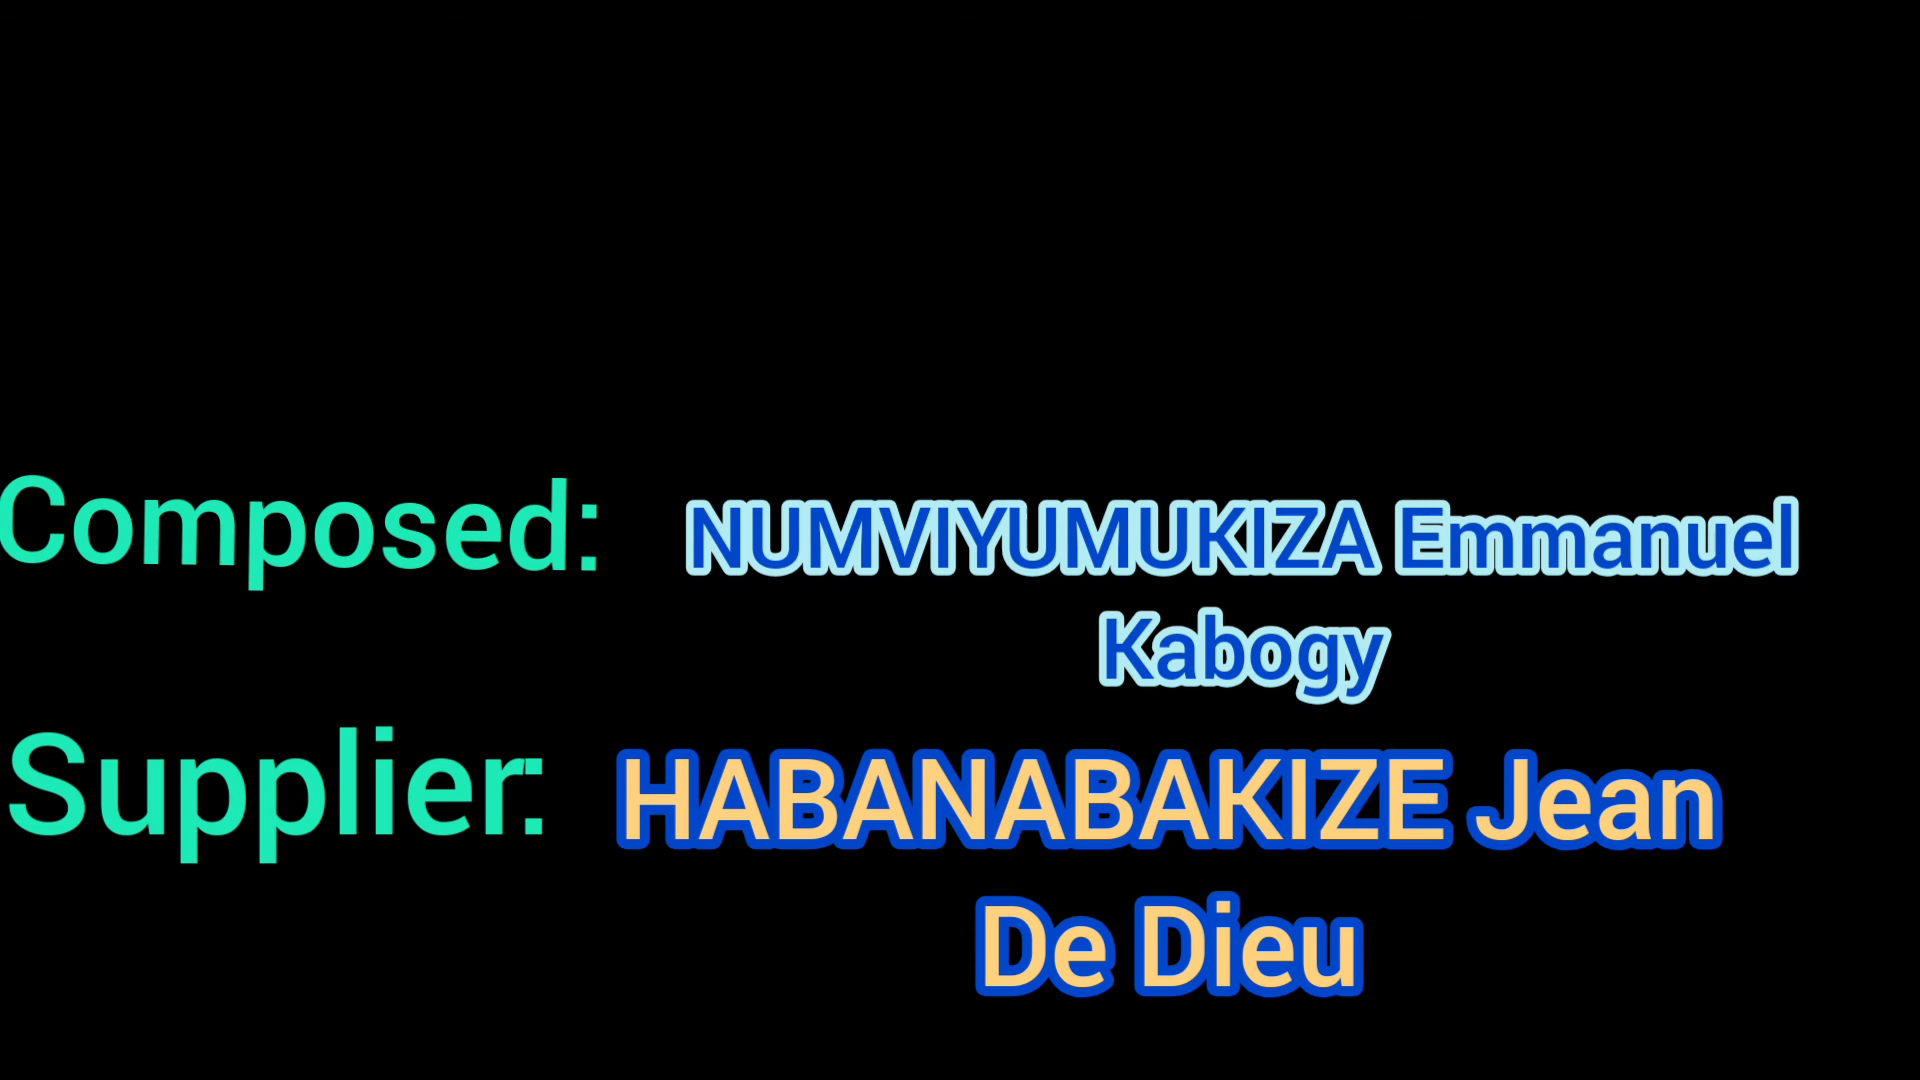 Composed: NUMVIYUMUKIZA Emmanuel
Kabogy
Supplier: HABANABAKIZE Jean
De Dieu